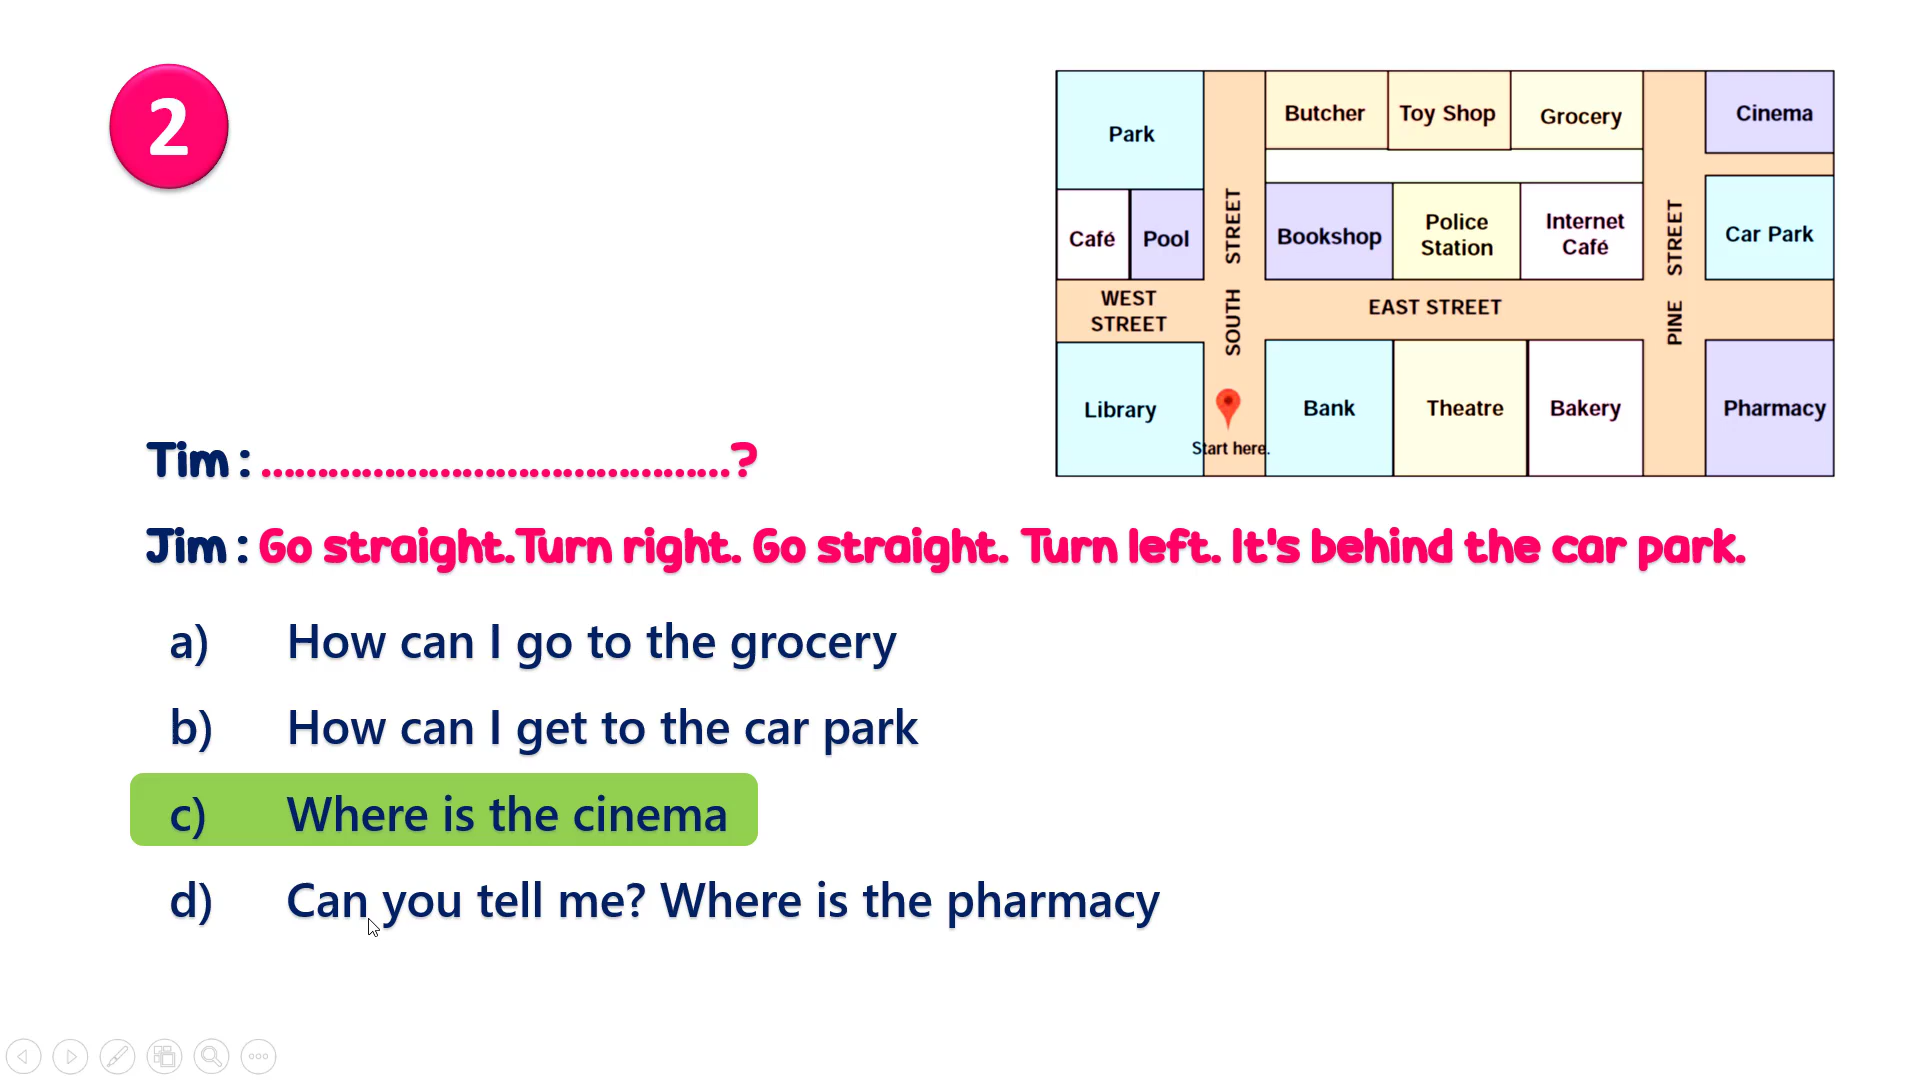 2
Park
Butcher
Toy Shop
Grocery
Cinema
Café
Pool
SOUTH STREET
Bookshop
Police
Station
Internet
Café
PINE STREET
Car Park
WEST
STREET
EAST STREET
Library
Start here.
Bank
Theatre
Bakery
Pharmacy
Tim : .......................................?
Jim : Go straight.Turn right. Go straight. Turn left. It's behind the car park.
a) How can I go to the grocery
b) How can I get to the car park
c) Where is the cinema
d) Can you tell me? Where is the pharmacy